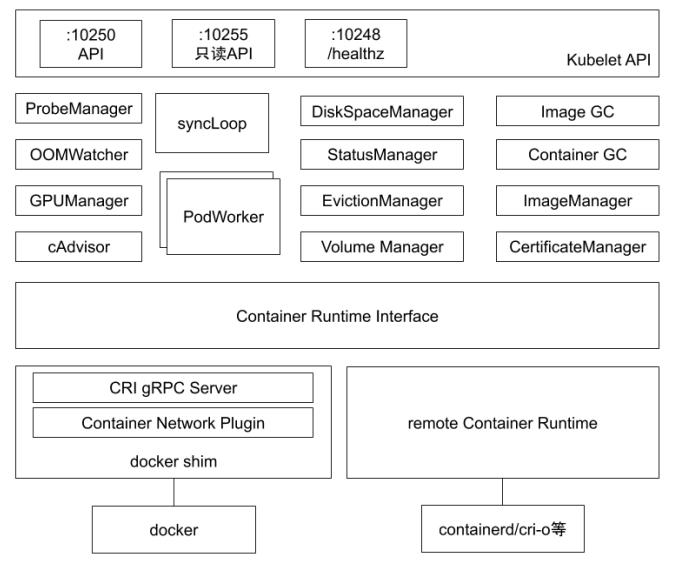 :10250
API
:10255
只读API
:10248
/healthz
Kubelet API
ProbeManager
syncLoop
DiskSpaceManager
Image GC
OOMWatcher
StatusManager
Container GC
GPUManager
PodWorker
EvictionManager
ImageManager
cAdvisor
Volume Manager
CertificateManager
Container Runtime Interface
CRI gRPC Server
Container Network Plugin
docker shim
remote Container Runtime
docker
containerd/cri-o等